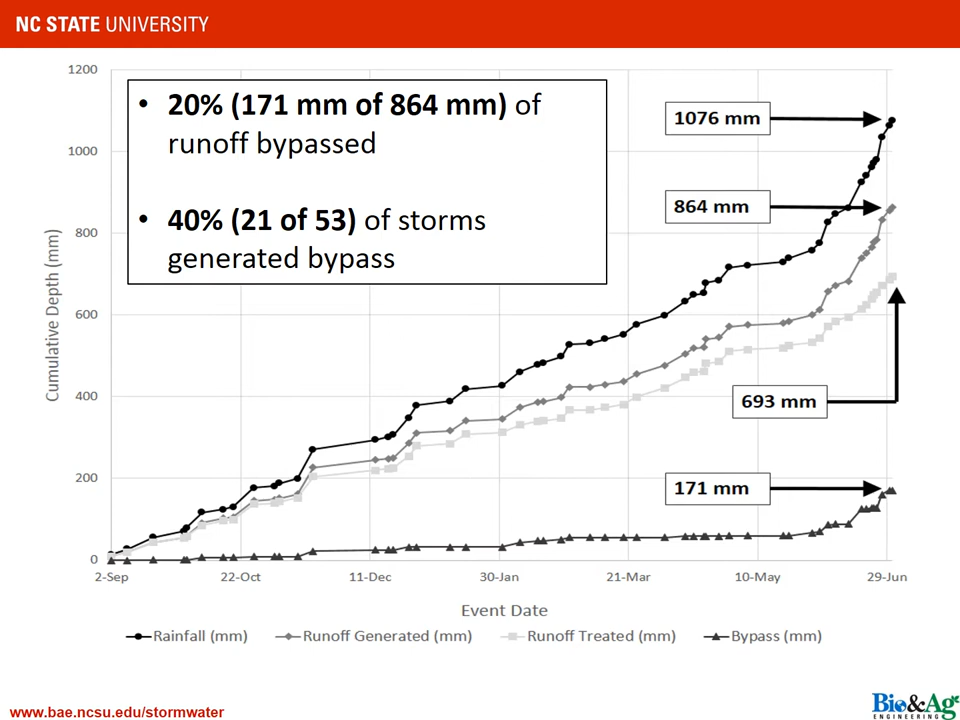 NC STATE UNIVERSITY
• 20% (171 mm of 864 mm) of
runoff bypassed
• 40% (21 of 53) of storms
generated bypass
1076 mm
864 mm
693 mm
171 mm
Cumulative Depth (mm)
1200
1000
800
600
400
200
0
2-Sep 22-Oct 11-Dec 30-Jan 21-Mar 10-May 29-Jun
Event Date
Rainfall (mm) Runoff Generated (mm) Runoff Treated (mm) Bypass (mm)
www.bae.ncsu.edu/stormwater
Bio&Ag
ENGINEERING